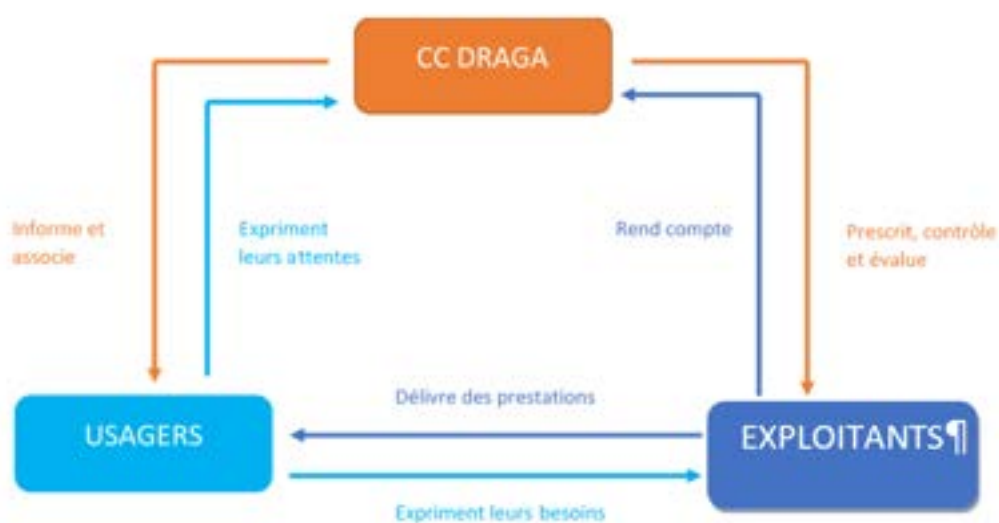 CC DRAGA
Informe et
associe
Expriment
leurs attentes
Rend compte
Prescrit, contrôle
et évalue
Délivre des prestations
USAGERS
EXPLOITANTS¶
Expriment leurs besoins